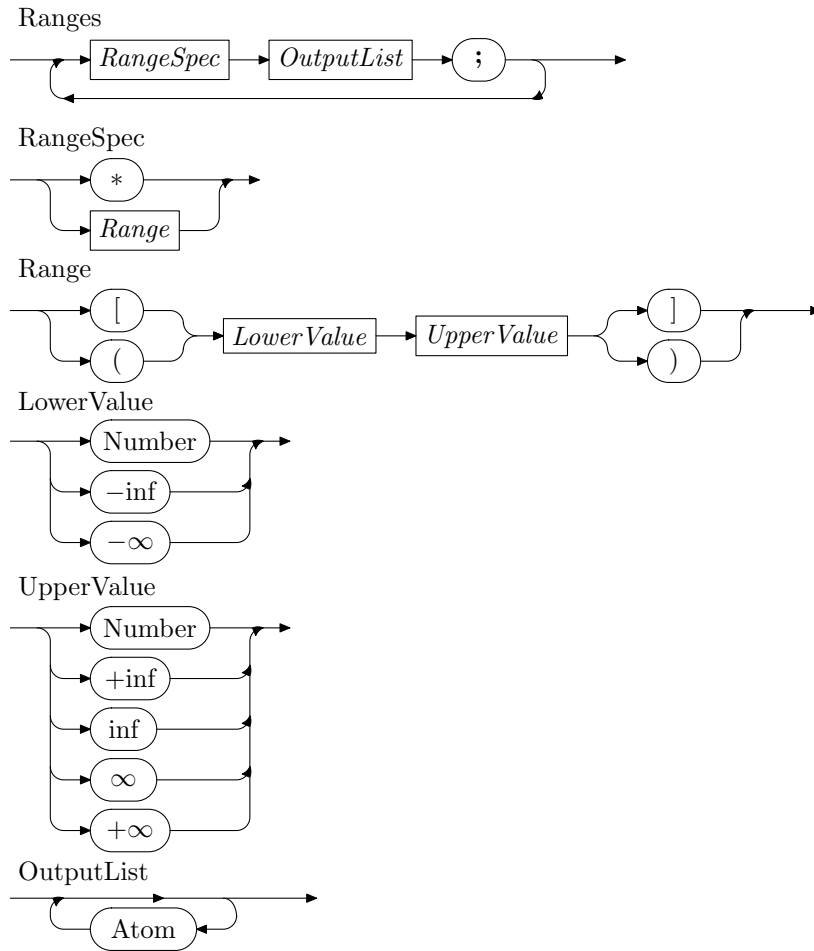 Ranges
RangeSpec OutputList ;
RangeSpec
*
Range
Range
[ ]
LowerValue UpperValue
( )
LowerValue
Number
−inf
−∞
UpperValue
Number
+inf
inf
∞
+∞
OutputList
Atom